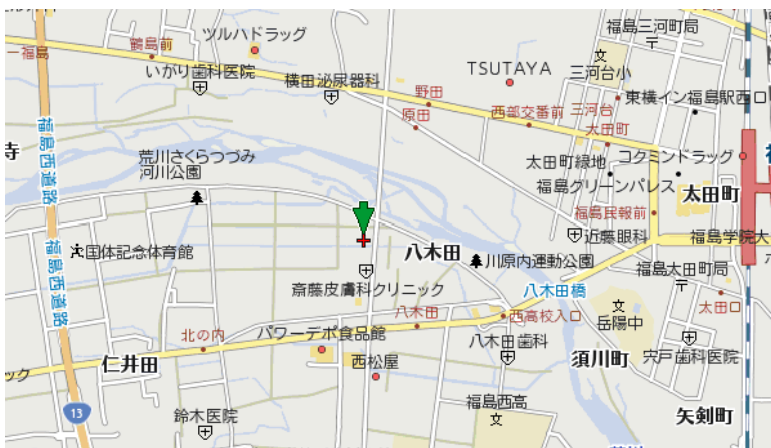 福島三河町局
ツルハドラッグ
鶴島前
ー福島
いがり歯科医院
横田泌尿器科
TSUTAYA
三河台小
野田
東横イン福島駅西口
三河台
西部交番前
原田
太田町
福島西道路
寺
荒川さくらつづみ
河川公園
太田町緑地
コクミンドラッグ
福島グリーンパレス
太田町
福島民報前
近藤眼科
福島学院大
福島西道路
国体記念体育館
八木田
川原内運動公園
福島太田町局
斎藤皮膚科クリニック
八木田橋
太田口
八木田
西高校入口
岳陽中
北の内
パワーデポ食品館
八木田歯科
仁井田
西松屋
須川町
宍戸歯科医院
ック
13
鈴木医院
福島西高
矢剣町